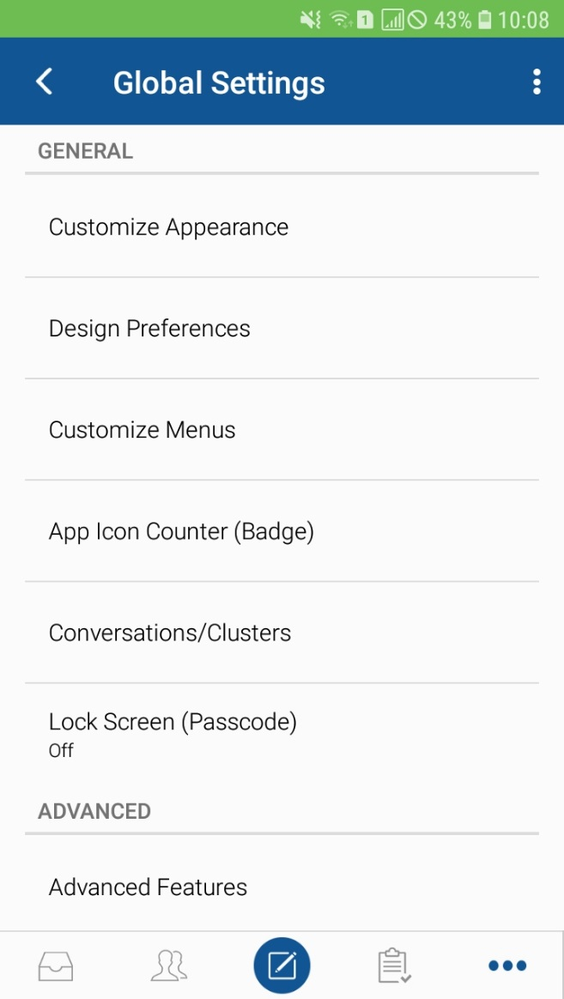 1 43% 10:08
Global Settings
GENERAL
Customize Appearance
Design Preferences
Customize Menus
App Icon Counter (Badge)
Conversations/Clusters
Lock Screen (Passcode)
Off
ADVANCED
Advanced Features